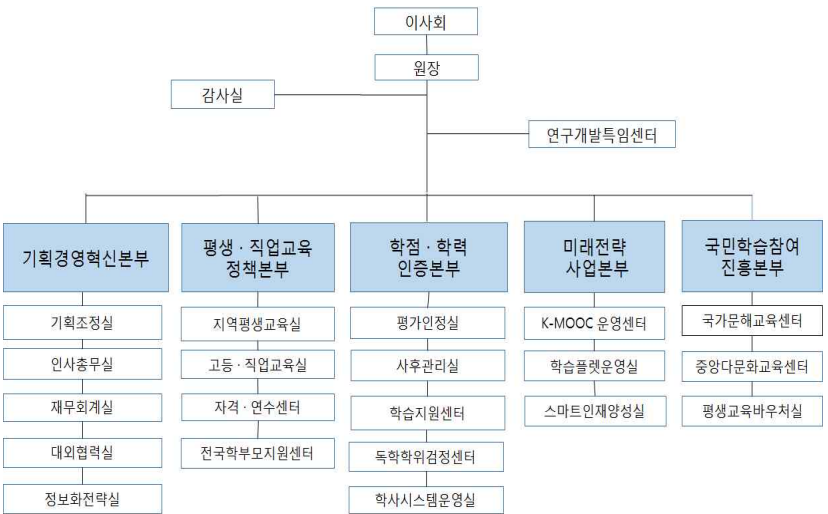 이사회
원장
감사실
연구개발특임센터
기획경영혁신본부
평생·직업교육
정책본부
학점·학력
인증본부
미래전략
사업본부
국민학습참여
진흥본부
기획조정실
인사총무실
재무회계실
대외협력실
정보화전략실
지역평생교육실
고등·직업교육실
자격·연수센터
전국학부모지원센터
평가인정실
사후관리실
학습지원센터
독학학위검정센터
학사시스템운영실
K-MOOC 운영센터
학습플렛운영실
스마트인재양성실
국가문해교육센터
중앙다문화교육센터
평생교육바우처실